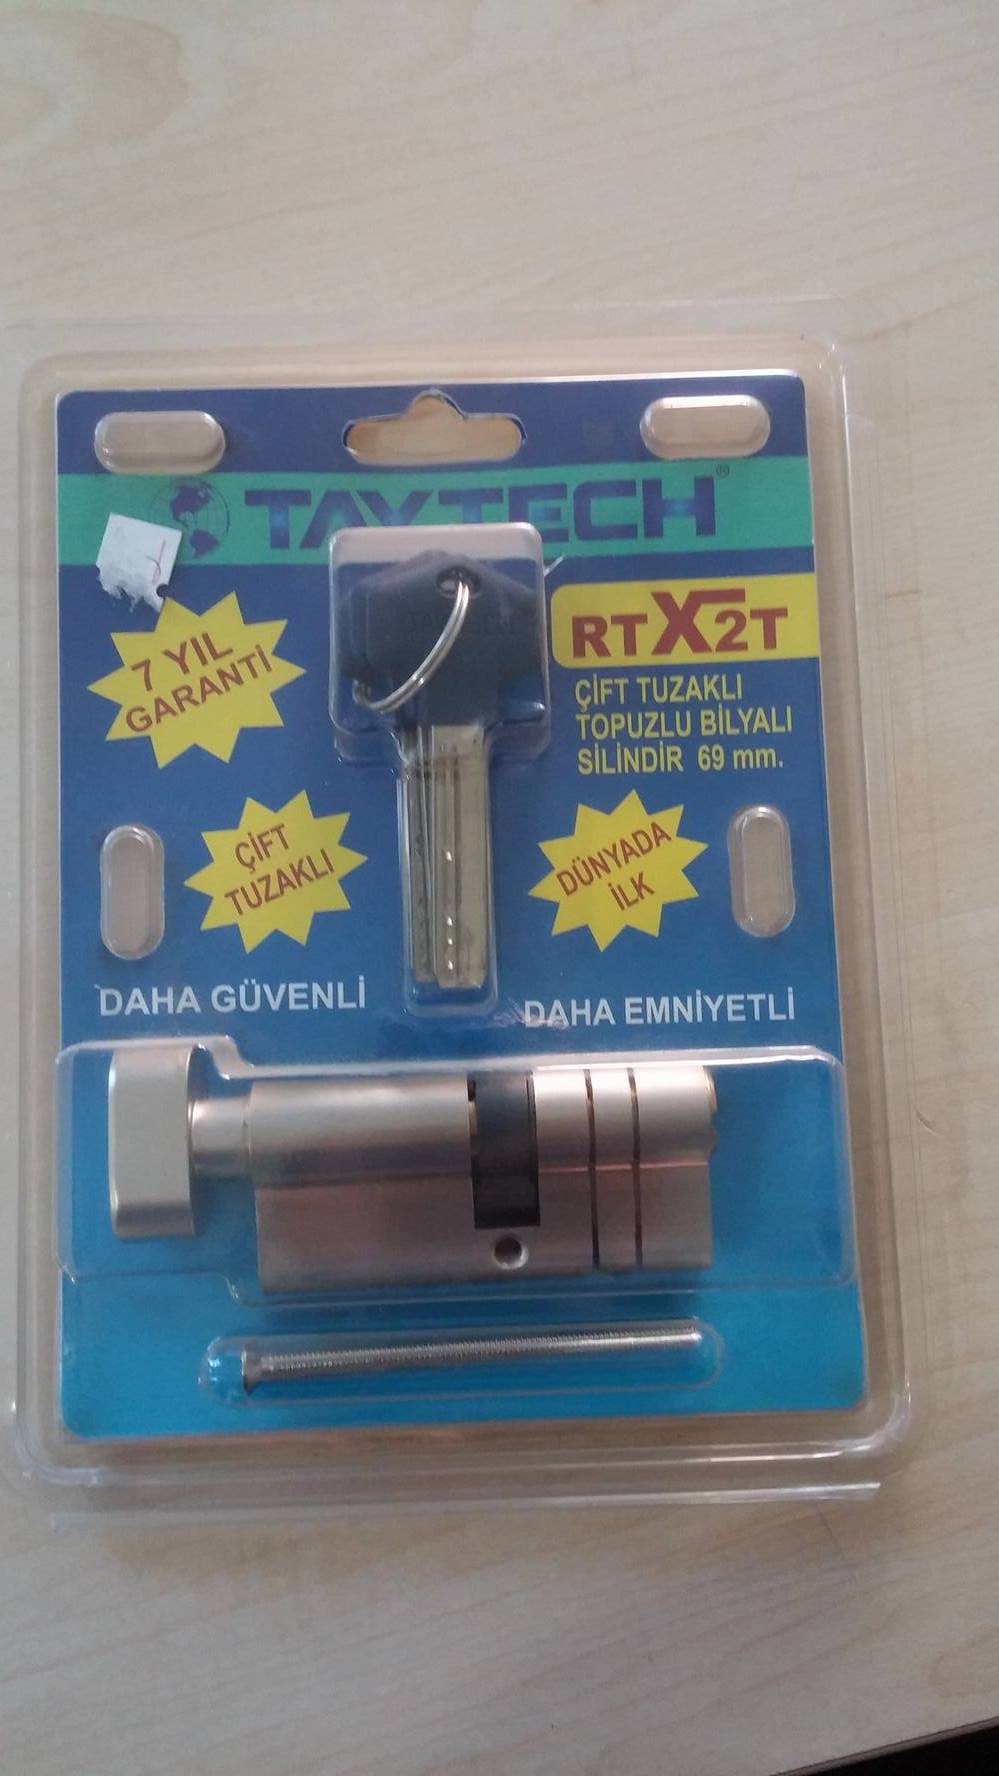 TAYTECH®
RTX2T
ÇİFT TUZAKLI
TOPUZLU BİLYALI
SİLİNDİR 69 mm.
7 YIL
GARANTİ
ÇİFT
TUZAKLI
DÜNYADA
İLK
DAHA GÜVENLİ
DAHA EMNİYETLİ